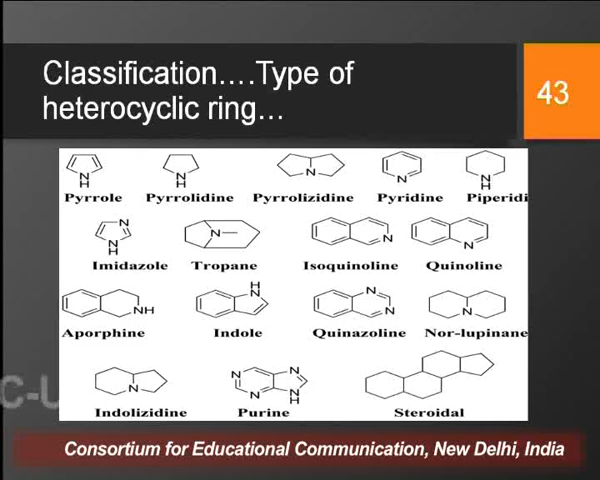 Classification....Type of
heterocyclic ring...
43
Pyrrole Pyrrolidine Pyrrolizidine Pyridine Piperidi
Imidazole Tropane Isoquinoline Quinoline
Aporphine Indole Quinazoline Nor-lupinane
Indolizidine Purine Steroidal
C-U
Consortium for Educational Communication, New Delhi, India